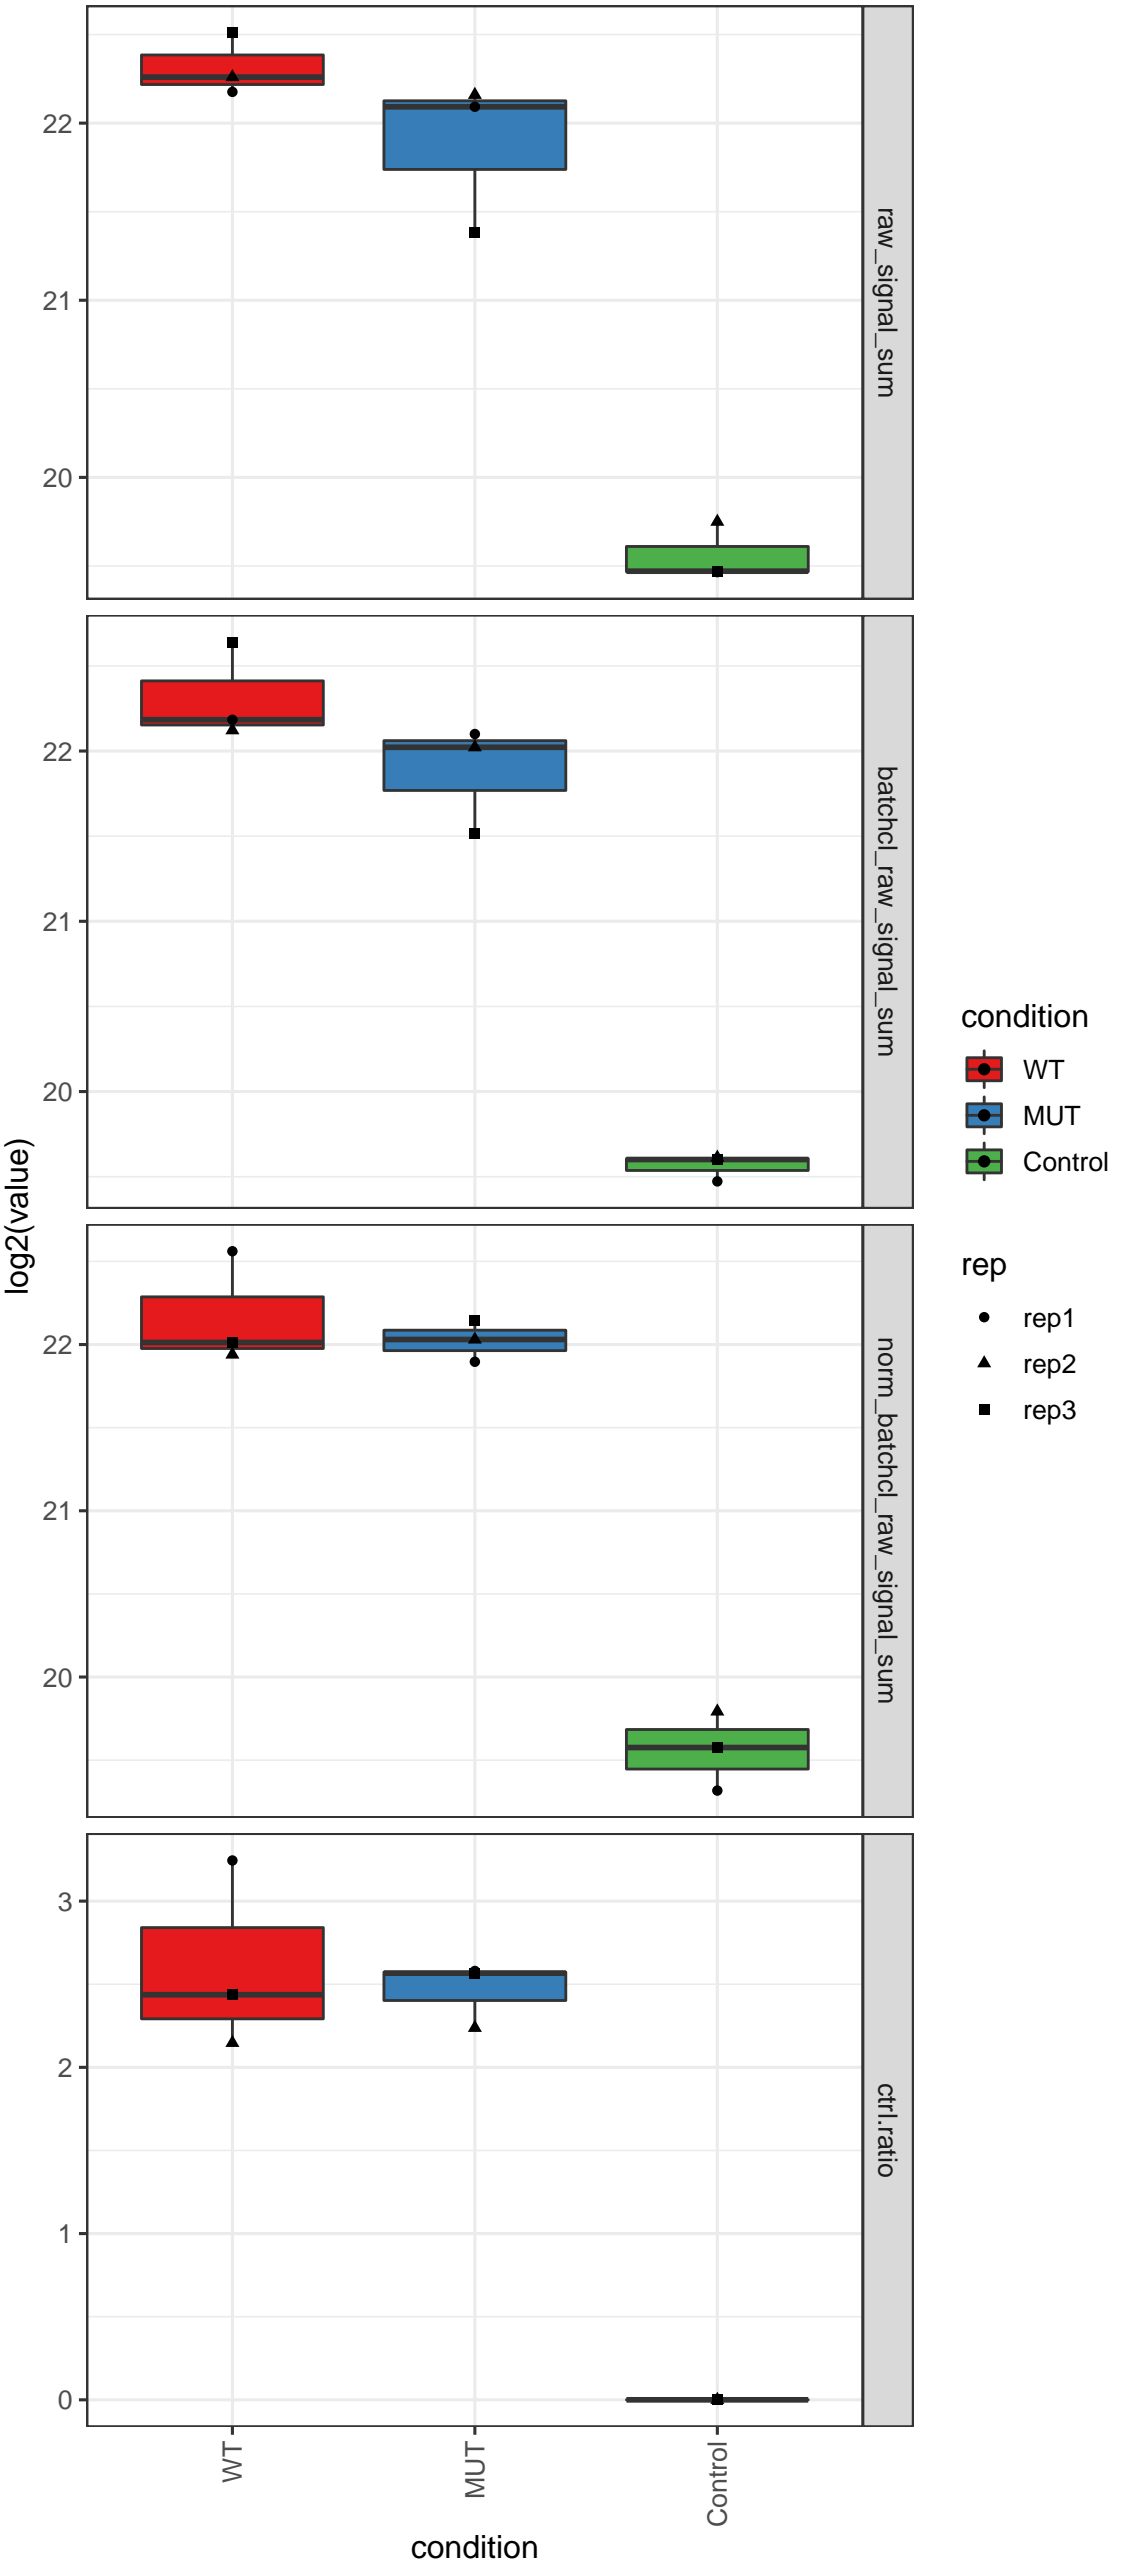 22
21
20
raw_signal_sum
22
21
20
batchcl_raw_signal_sum
22
21
20
norm_batchcl_raw_signal_sum
3
2
1
0
ctrl.ratio
log2(value)
WT
MUT
Control
condition
condition
WT
MUT
Control
rep
rep1
rep2
rep3